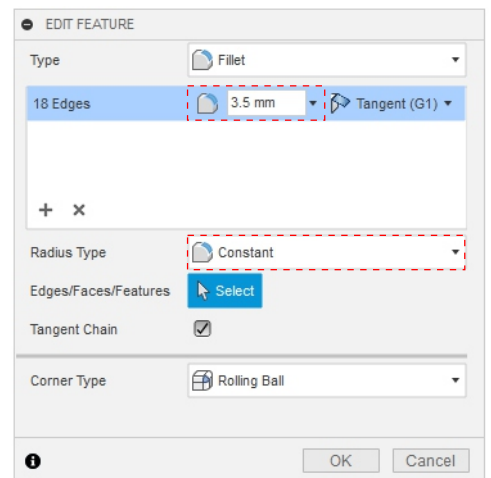 EDIT FEATURE
Type Fillet
18 Edges 3.5 mm Tangent (G1)
Radius Type Constant
Edges/Faces/Features Select
Tangent Chain
Corner Type Rolling Ball
OK Cancel